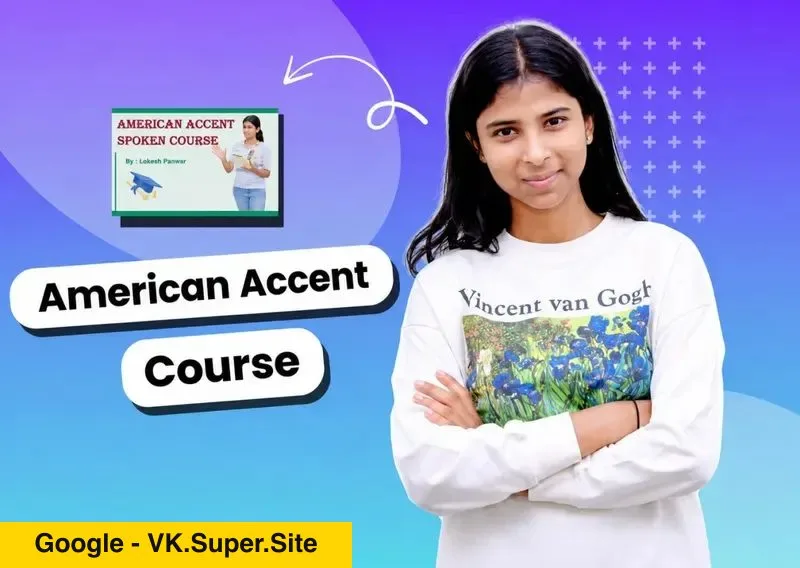 AMERICAN ACCENT
SPOKEN COURSE
By : Lokesh Panwar
American Accent
Course
Vincent van Gogh
Google - VK.Super.Site